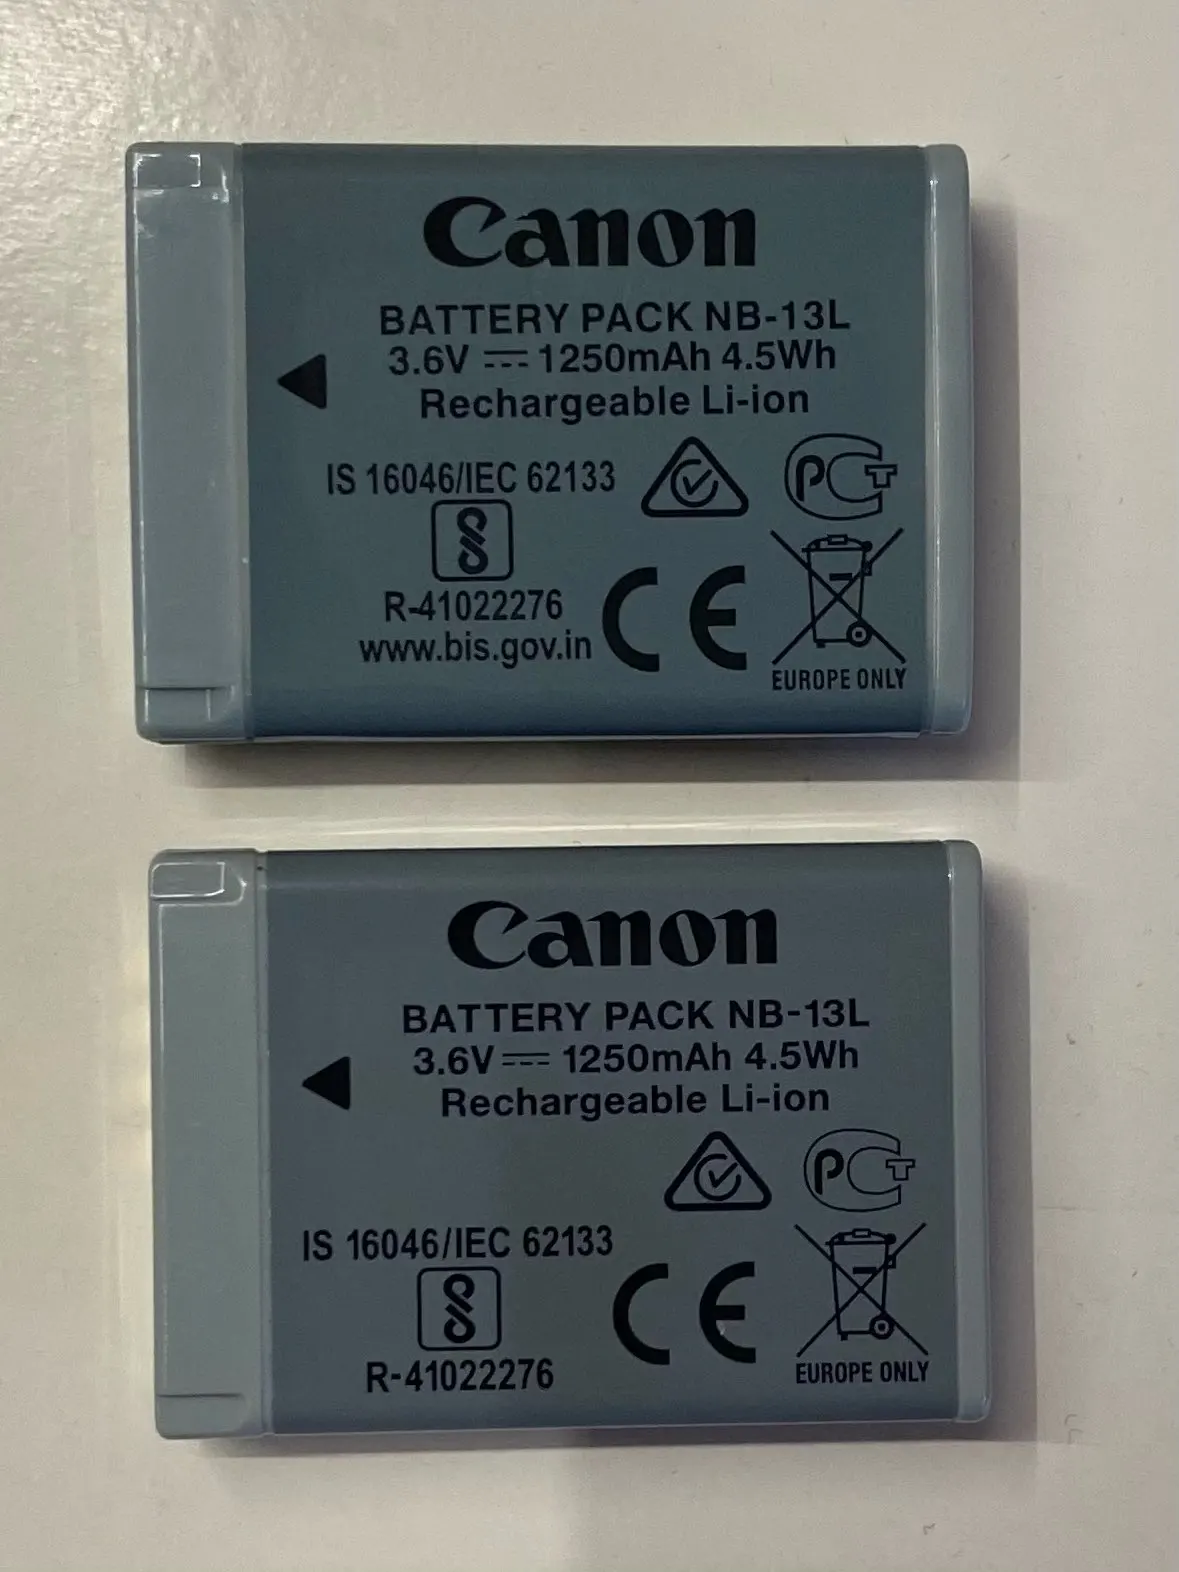 Canon
BATTERY PACK NB-13L
3.6V ⎓ 1250mAh 4.5Wh
Rechargeable Li-ion
IS 16046/IEC 62133
PCT
R-41022276
CE
www.bis.gov.in
EUROPE ONLY
Canon
BATTERY PACK NB-13L
3.6V ⎓ 1250mAh 4.5Wh
Rechargeable Li-ion
PCT
IS 16046/IEC 62133
CE
R-41022276
EUROPE ONLY